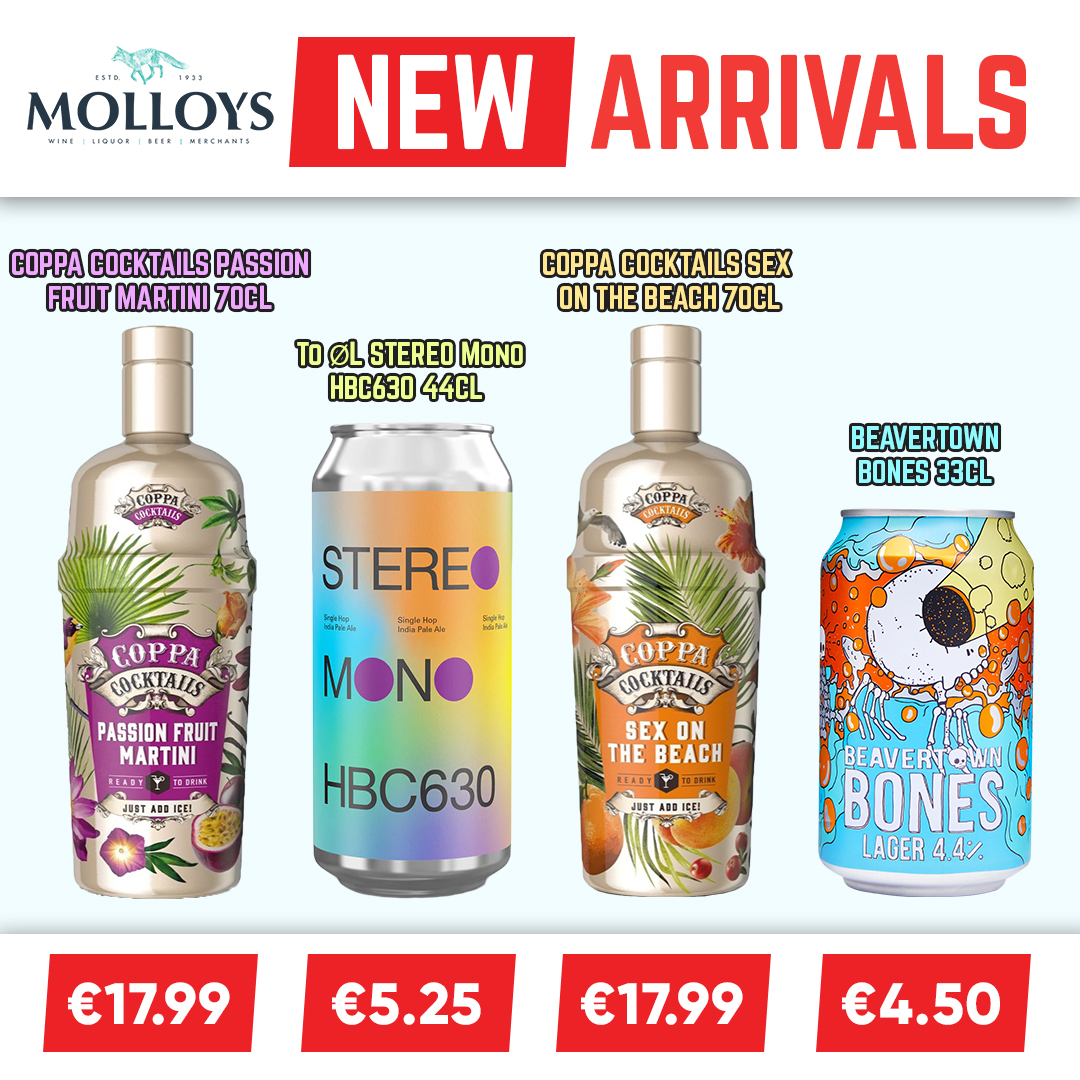 ESTD. 1933
MOLLOYS
WINE | LIQUOR | BEER | MERCHANTS
NEW ARRIVALS
COPPA COCKTAILS PASSION
FRUIT MARTINI 70CL
To ØL STEREO Mono
HBC630 44CL
COPPA COCKTAILS SEX
ON THE BEACH 70CL
BEAVERTOWN
BONES 33CL
COPPA
COCKTAILS
COPPA
COCKTAILS
PASSION FRUIT
MARTINI
READY TO DRINK
JUST ADD ICE!
STEREO
Single Hop
India Pale Ale
Single Hop
India Pale Ale
Single Hop
India Pale Ale
MONO
HBC630
COPPA
COCKTAILS
COPPA
COCKTAILS
SEX ON
THE BEACH
READY TO DRINK
JUST ADD ICE!
BEAVERTOWN
BONES
LAGER 4.4%
€17.99
€5.25
€17.99
€4.50